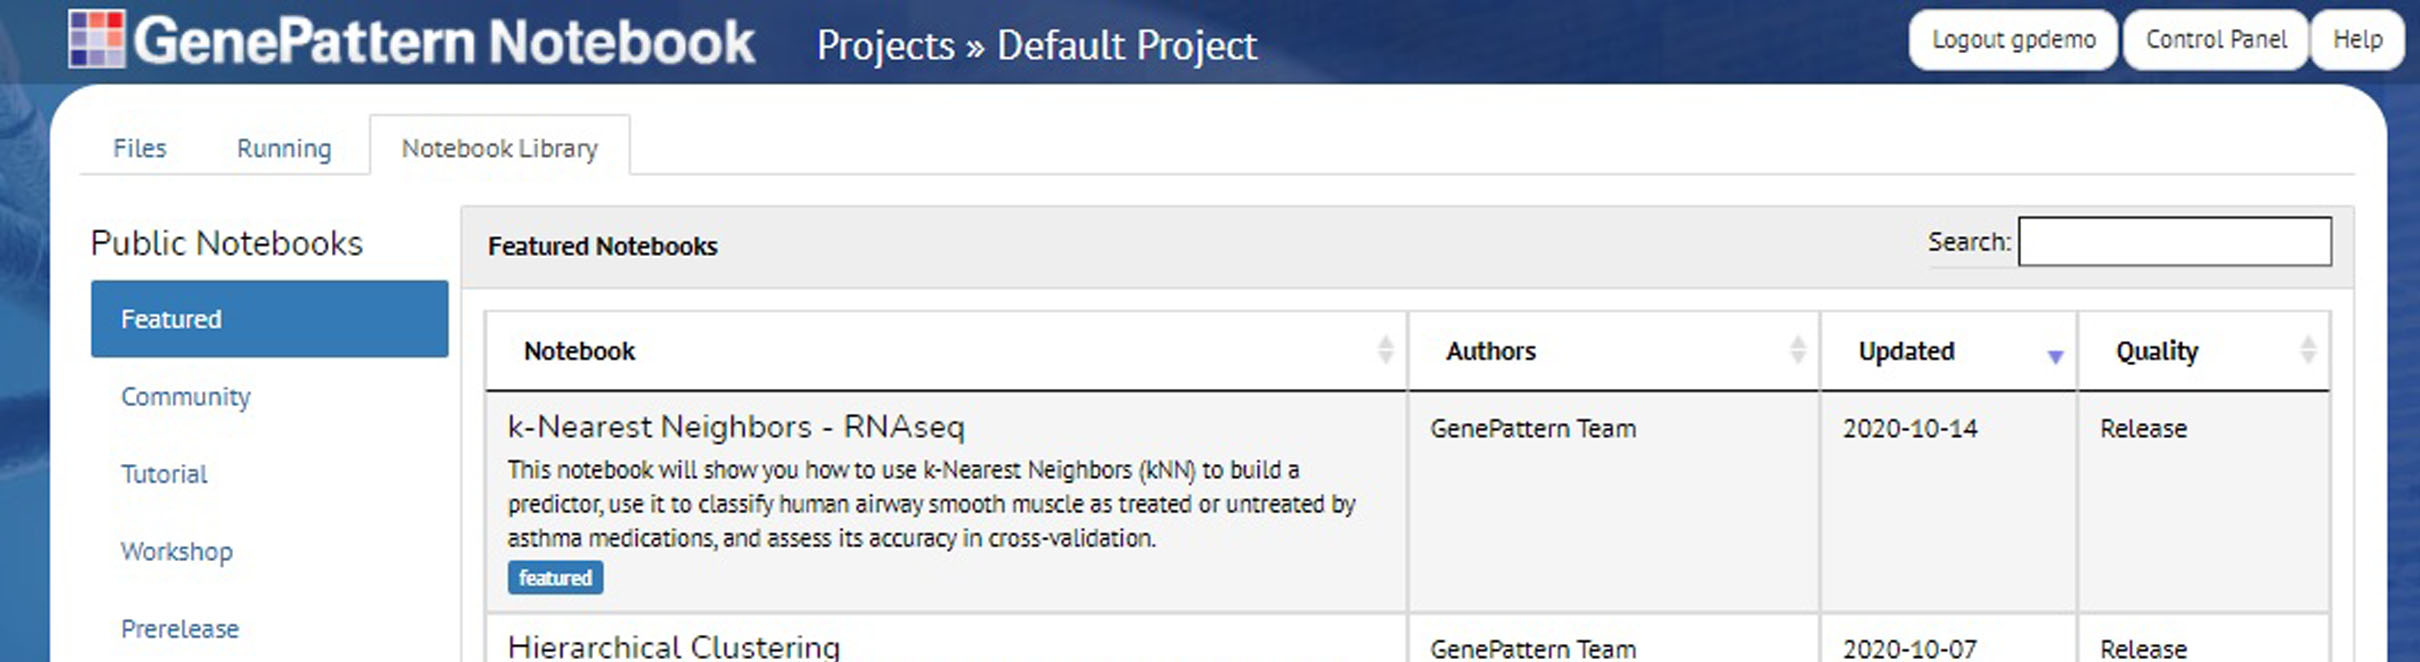 GenePattern Notebook
Projects » Default Project
Logout gpdemo
Control Panel
Help
Files
Running
Notebook Library
Public Notebooks
Featured
Community
Tutorial
Workshop
Prerelease
Featured Notebooks
Search:
Notebook
Authors
Updated
Quality
k-Nearest Neighbors - RNAseq
This notebook will show you how to use k-Nearest Neighbors (kNN) to build a
predictor, use it to classify human airway smooth muscle as treated or untreated by
asthma medications, and assess its accuracy in cross-validation.
featured
GenePattern Team
2020-10-14
Release
Hierarchical Clustering
GenePattern Team
2020-10-07
Release